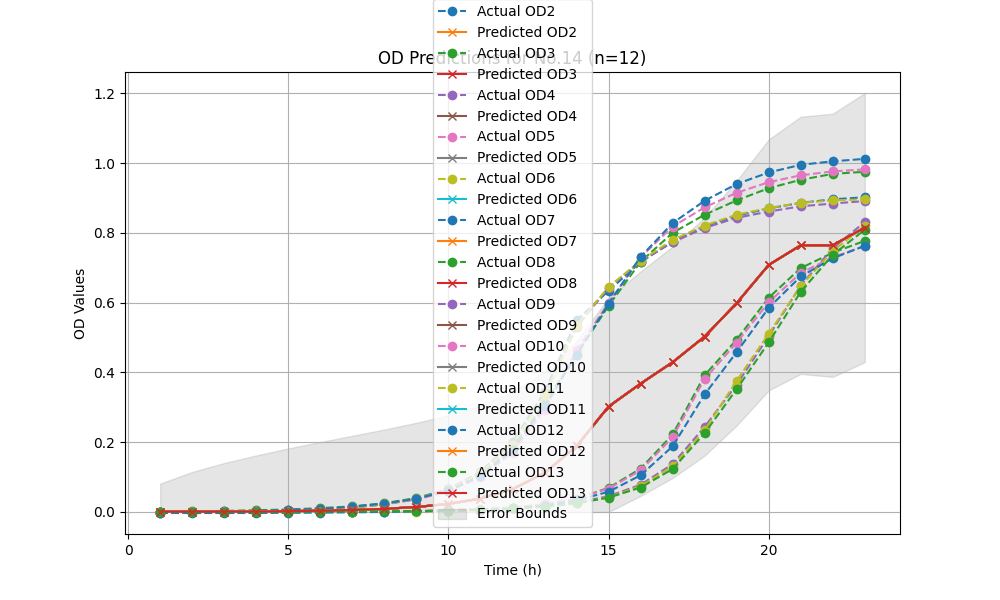 OD Predictions for No.14 (n=12)
Actual OD2
Predicted OD2
Actual OD3
Predicted OD3
Actual OD4
Predicted OD4
Actual OD5
Predicted OD5
Actual OD6
Predicted OD6
Actual OD7
Predicted OD7
Actual OD8
Predicted OD8
Actual OD9
Predicted OD9
Actual OD10
Predicted OD10
Actual OD11
Predicted OD11
Actual OD12
Predicted OD12
Actual OD13
Predicted OD13
Error Bounds
OD Values
1.2
1.0
0.8
0.6
0.4
0.2
0.0
0 5 10 15 20
Time (h)